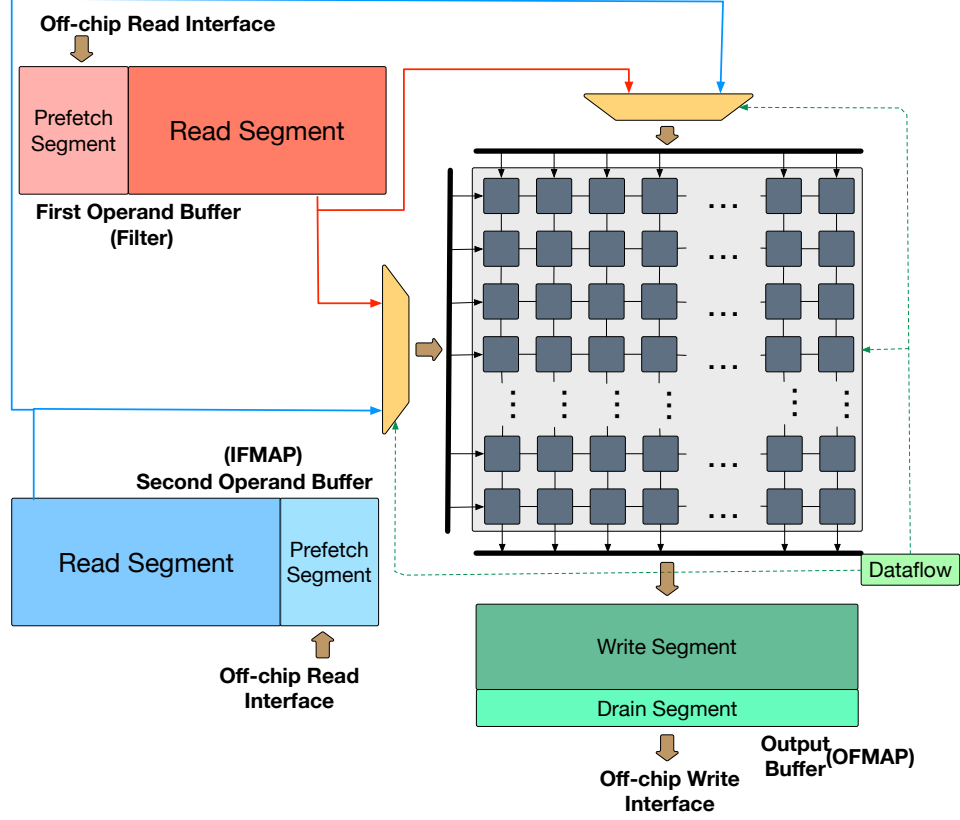 Off-chip Read Interface
Prefetch
Segment
Read Segment
First Operand Buffer
(Filter)
...
...
...
...
...
...
(IFMAP)
Second Operand Buffer
Read Segment
Prefetch
Segment
Off-chip Read
Interface
Dataflow
Write Segment
Drain Segment
Output
Buffer
(OFMAP)
Off-chip Write
Interface